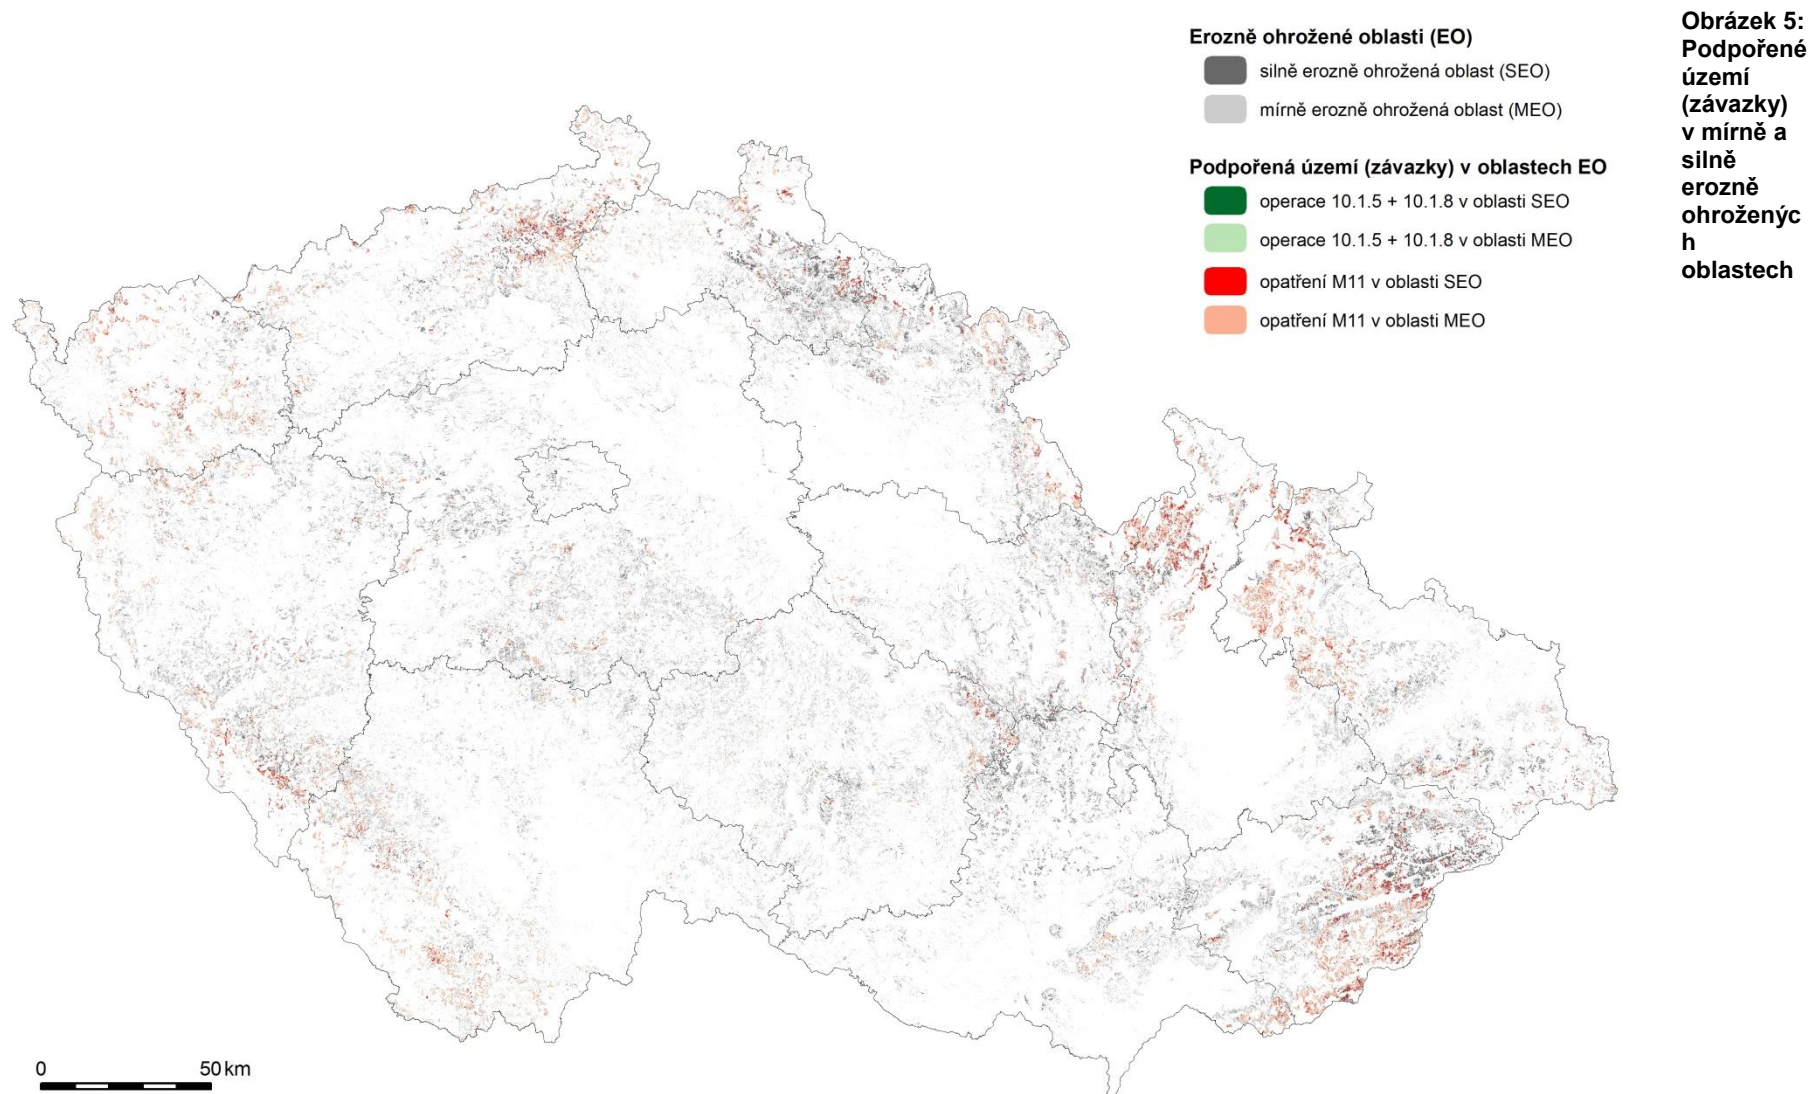 Erozně ohrožené oblasti (EO)
silně erozně ohrožená oblast (SEO)
mírně erozně ohrožená oblast (MEO)
Podpořená území (závazky) v oblastech EO
operace 10.1.5 + 10.1.8 v oblasti SEO
operace 10.1.5 + 10.1.8 v oblasti MEO
opatření M11 v oblasti SEO
opatření M11 v oblasti MEO
Obrázek 5:
Podpořené
území
(závazky)
v mírně a
silně
erozně
ohroženýc
h
oblastech
0 50 km